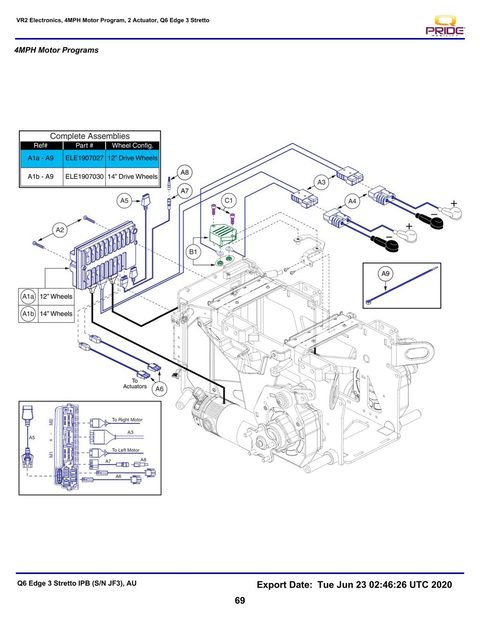 VR2 Electronics, 4MPH Motor Program, 2 Actuator, Q6 Edge 3 Stretto
PRIDE
4MPH Motor Programs
Complete Assemblies
Ref# Part # Wheel Config.
A1a - A9 ELE1907027 12" Drive Wheels
A1b - A9 ELE1907030 14" Drive Wheels
A8
A7
A5
C1
A3
A4
A2
B1
A9
+
−
+
−
A1a 12" Wheels
A1b 14" Wheels
To
Actuators
A6
To Right Motor
M2
A3
A5
To Left Motor
M1
A7 A8
A6
Q6 Edge 3 Stretto IPB (S/N JF3), AU
Export Date: Tue Jun 23 02:46:26 UTC 2020
69